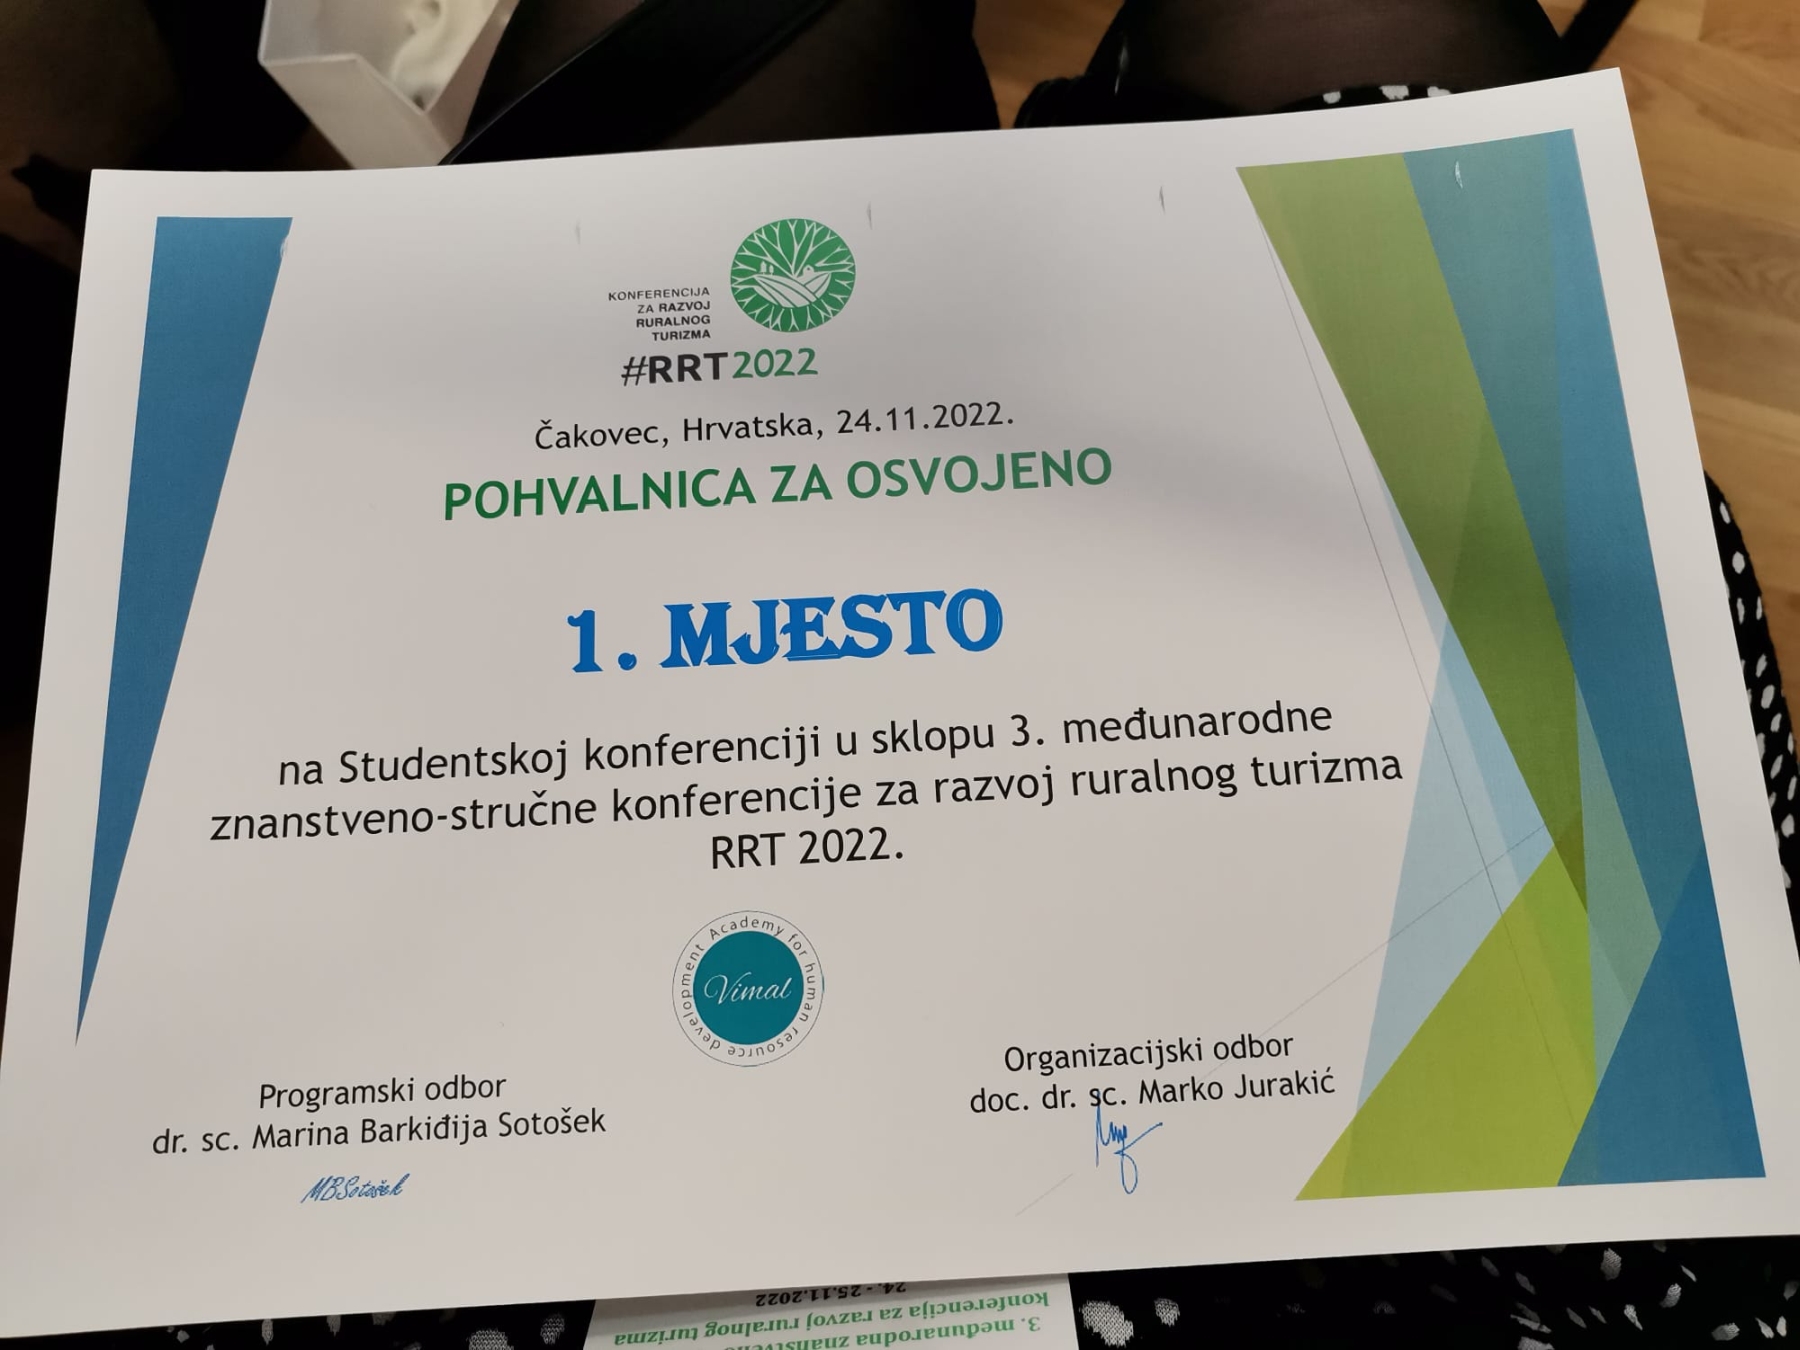 KONFERENCIJA
ZA RAZVOJ
RURALNOG
TURIZMA
#RRT2022
Čakovec, Hrvatska, 24.11.2022.
POHVALNICA ZA OSVOJENO
1. MJESTO
na Studentskoj konferenciji u sklopu 3. međunarodne
znanstveno-stručne konferencije za razvoj ruralnog turizma
RRT 2022.
Academy for human resource development
Vimal
Programski odbor
dr. sc. Marina Barkiđija Sotošek
MBSotošek
Organizacijski odbor
doc. dr. sc. Marko Jurakić
3. međunarodna
konferencija za razvoj ruralnog turizma
24. - 25.11.2022